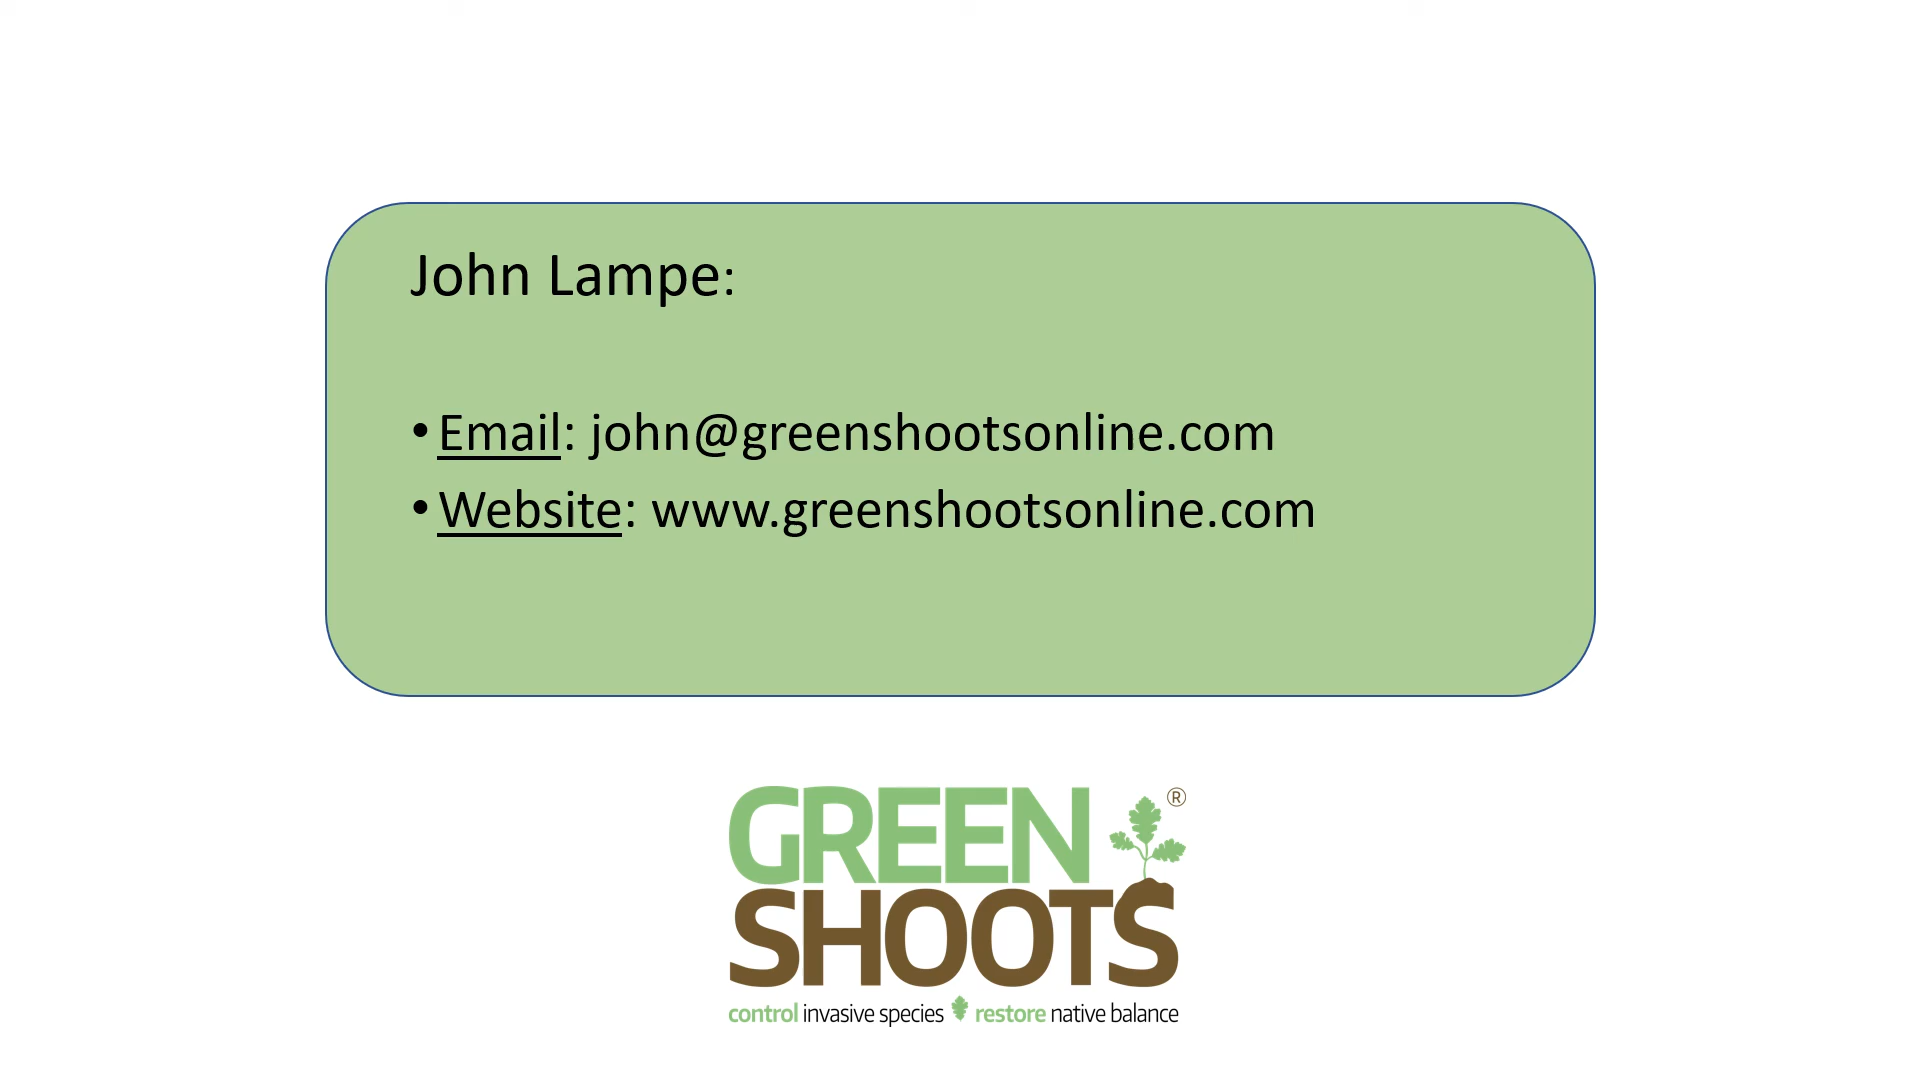 John Lampe:
• Email: john@greenshootsonline.com
• Website: www.greenshootsonline.com
GREEN ®
SHOOTS
control invasive species restore native balance